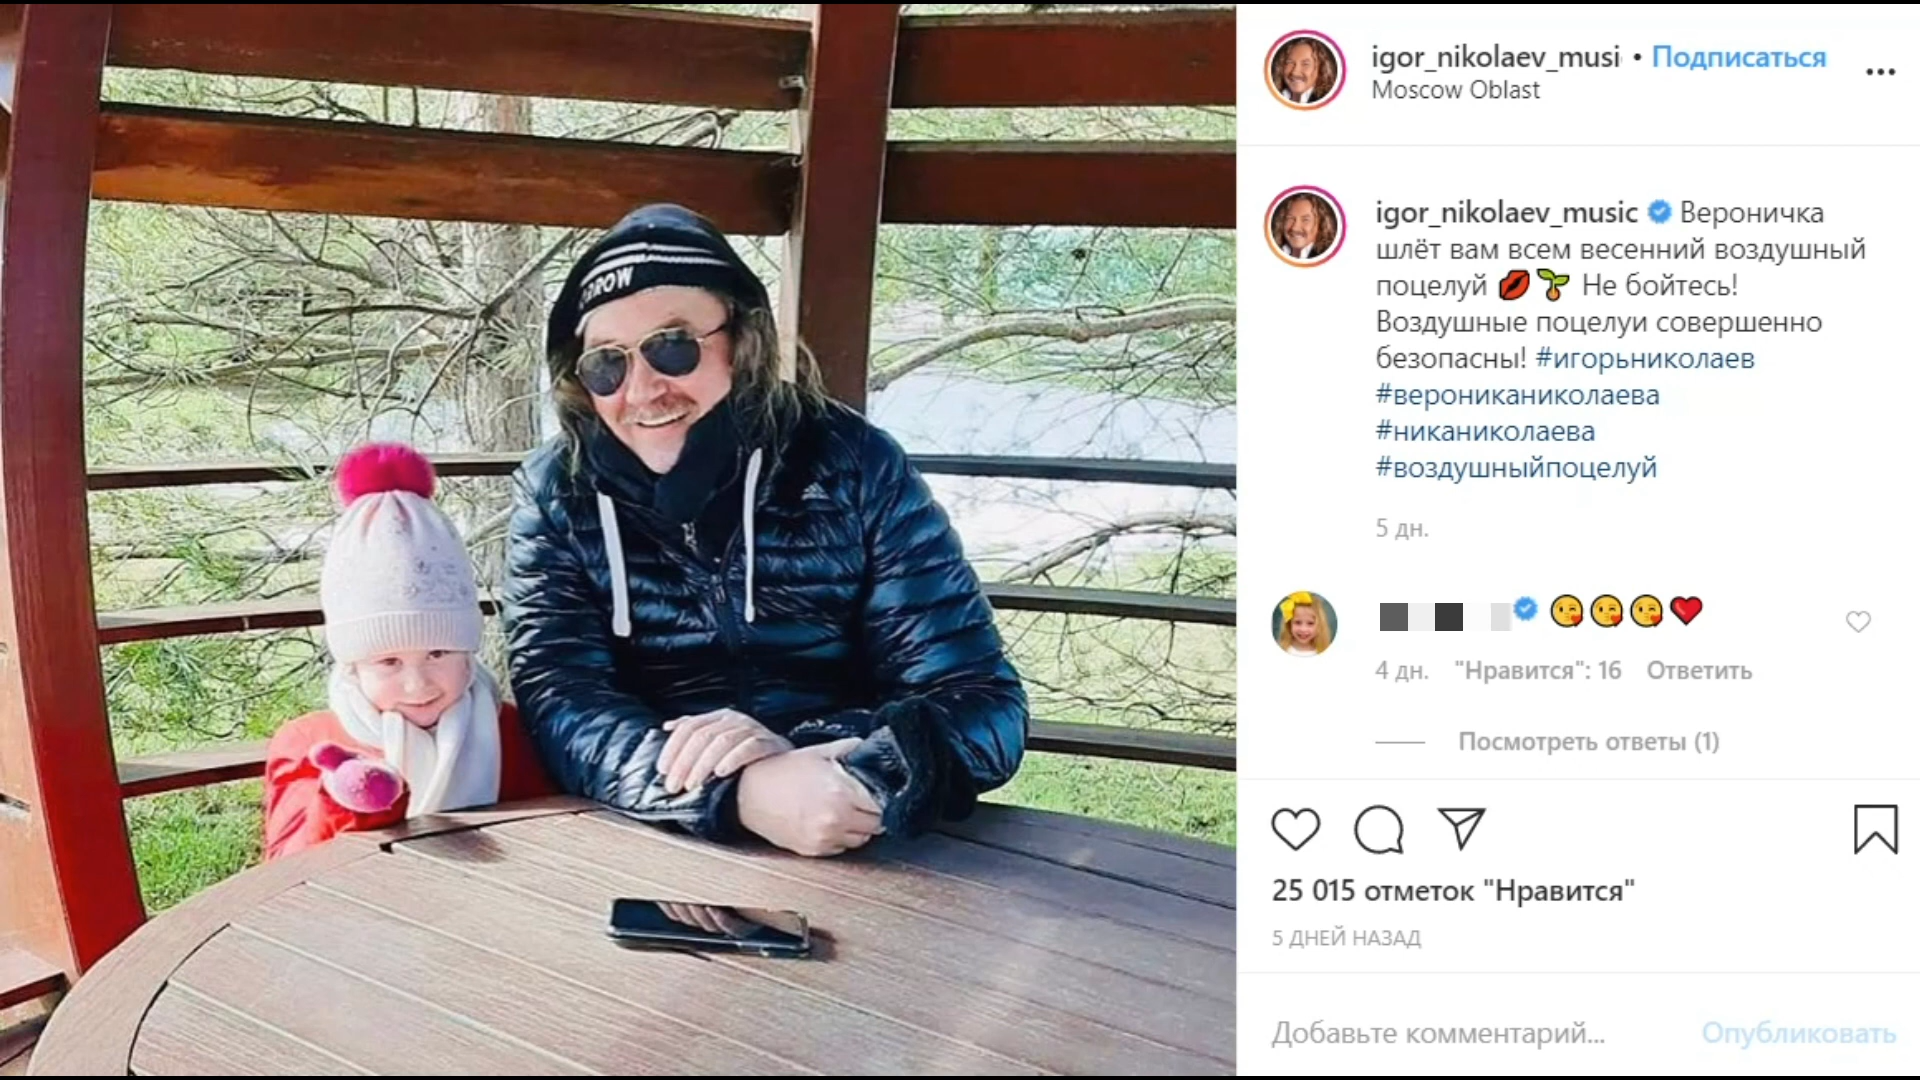 igor_nikolaev_musi • Подписаться
Moscow Oblast
igor_nikolaev_music Вероничка
шлёт вам всем весенний воздушный
поцелуй 💋🌱 Не бойтесь!
Воздушные поцелуи совершенно
безопасны! #игорьниколаев
#верониканиколаева
#никаниколаева
#воздушныйпоцелуй
5 дн.
😘😘😘❤️
4 дн. "Нравится": 16 Ответить
Посмотреть ответы (1)
25 015 отметок "Нравится"
5 ДНЕЙ НАЗАД
Добавьте комментарий... Опубликовать